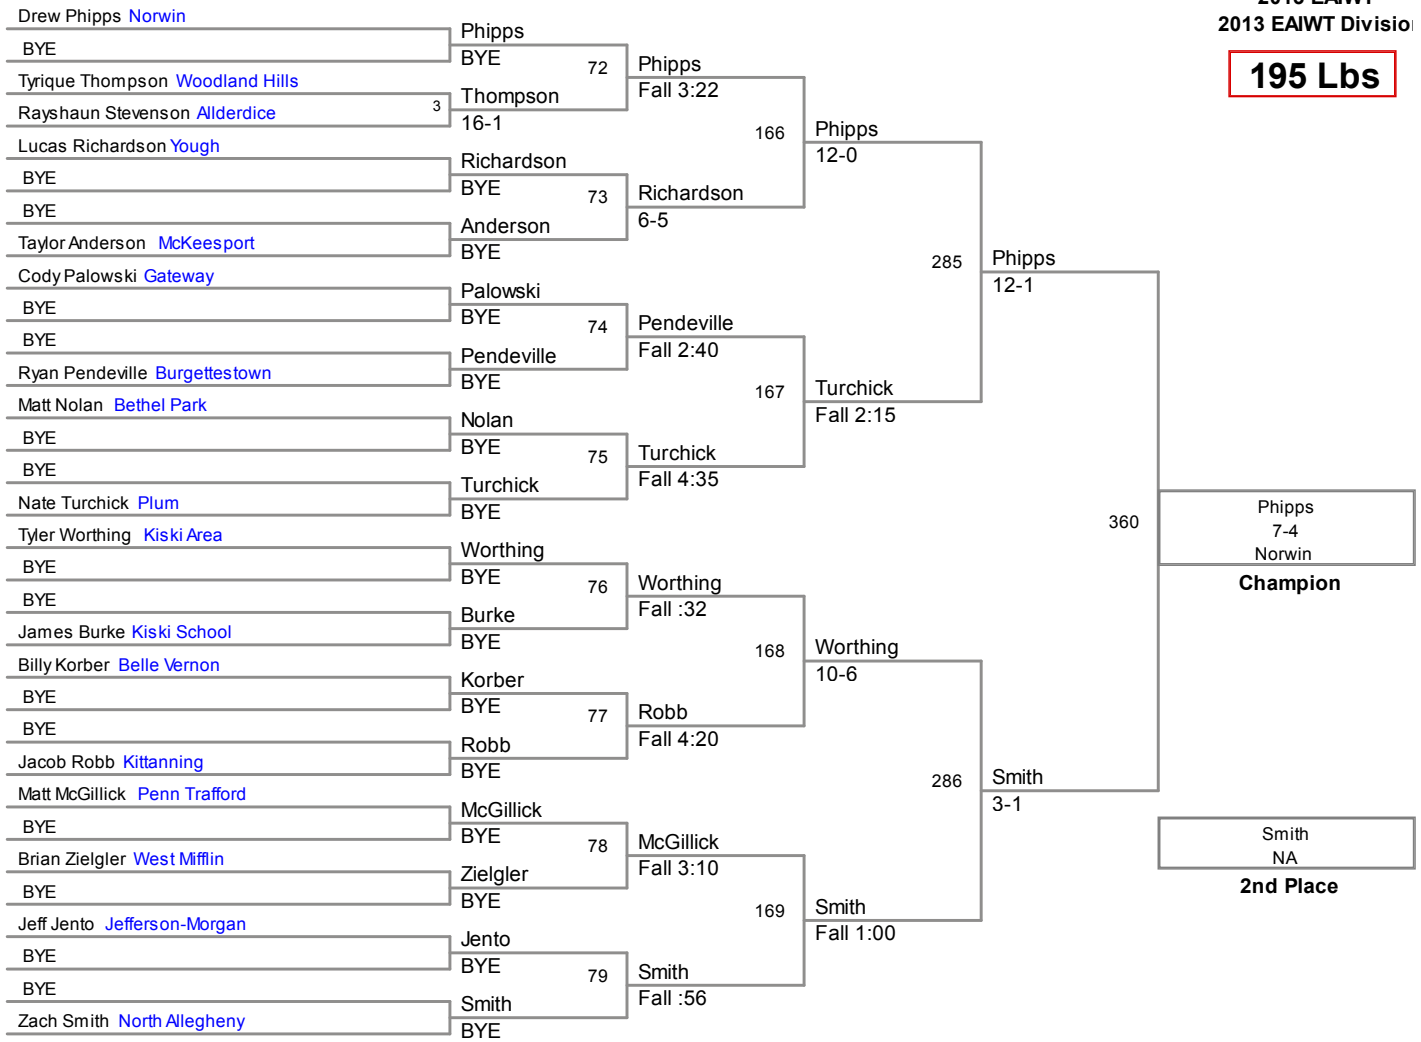 2013 EAIWT
2013 EAIWT Divisio
195 Lbs
Drew Phipps Norwin
BYE
Tyrique Thompson Woodland Hills
Rayshaun Stevenson Allderdice
Lucas Richardson Yough
BYE
BYE
Taylor Anderson McKeesport
Cody Palowski Gateway
BYE
BYE
Ryan Pendeville Burgettestown
Matt Nolan Bethel Park
BYE
BYE
Nate Turchick Plum
Tyler Worthing Kiski Area
BYE
BYE
James Burke Kiski School
Billy Korber Belle Vernon
BYE
BYE
Jacob Robb Kittanning
Matt McGillick Penn Trafford
BYE
Brian Zielgler West Mifflin
BYE
Jeff Jento Jefferson-Morgan
BYE
BYE
Zach Smith North Allegheny
3
Phipps
BYE
Thompson
16-1
Richardson
BYE
Anderson
BYE
Palowski
BYE
Pendeville
BYE
Nolan
BYE
Turchick
BYE
Worthing
BYE
Burke
BYE
Korber
BYE
Robb
BYE
McGillick
BYE
Zielgler
BYE
Jento
BYE
Smith
BYE
72
73
74
75
76
77
78
79
Phipps
Fall 3:22
Richardson
6-5
Pendeville
Fall 2:40
Turchick
Fall 4:35
Worthing
Fall :32
Robb
Fall 4:20
McGillick
Fall 3:10
Smith
Fall :56
166
167
168
169
Phipps
12-0
Turchick
Fall 2:15
Worthing
10-6
Smith
Fall 1:00
285
286
Phipps
12-1
Smith
3-1
360
Phipps
7-4
Norwin
Champion
Smith
NA
2nd Place